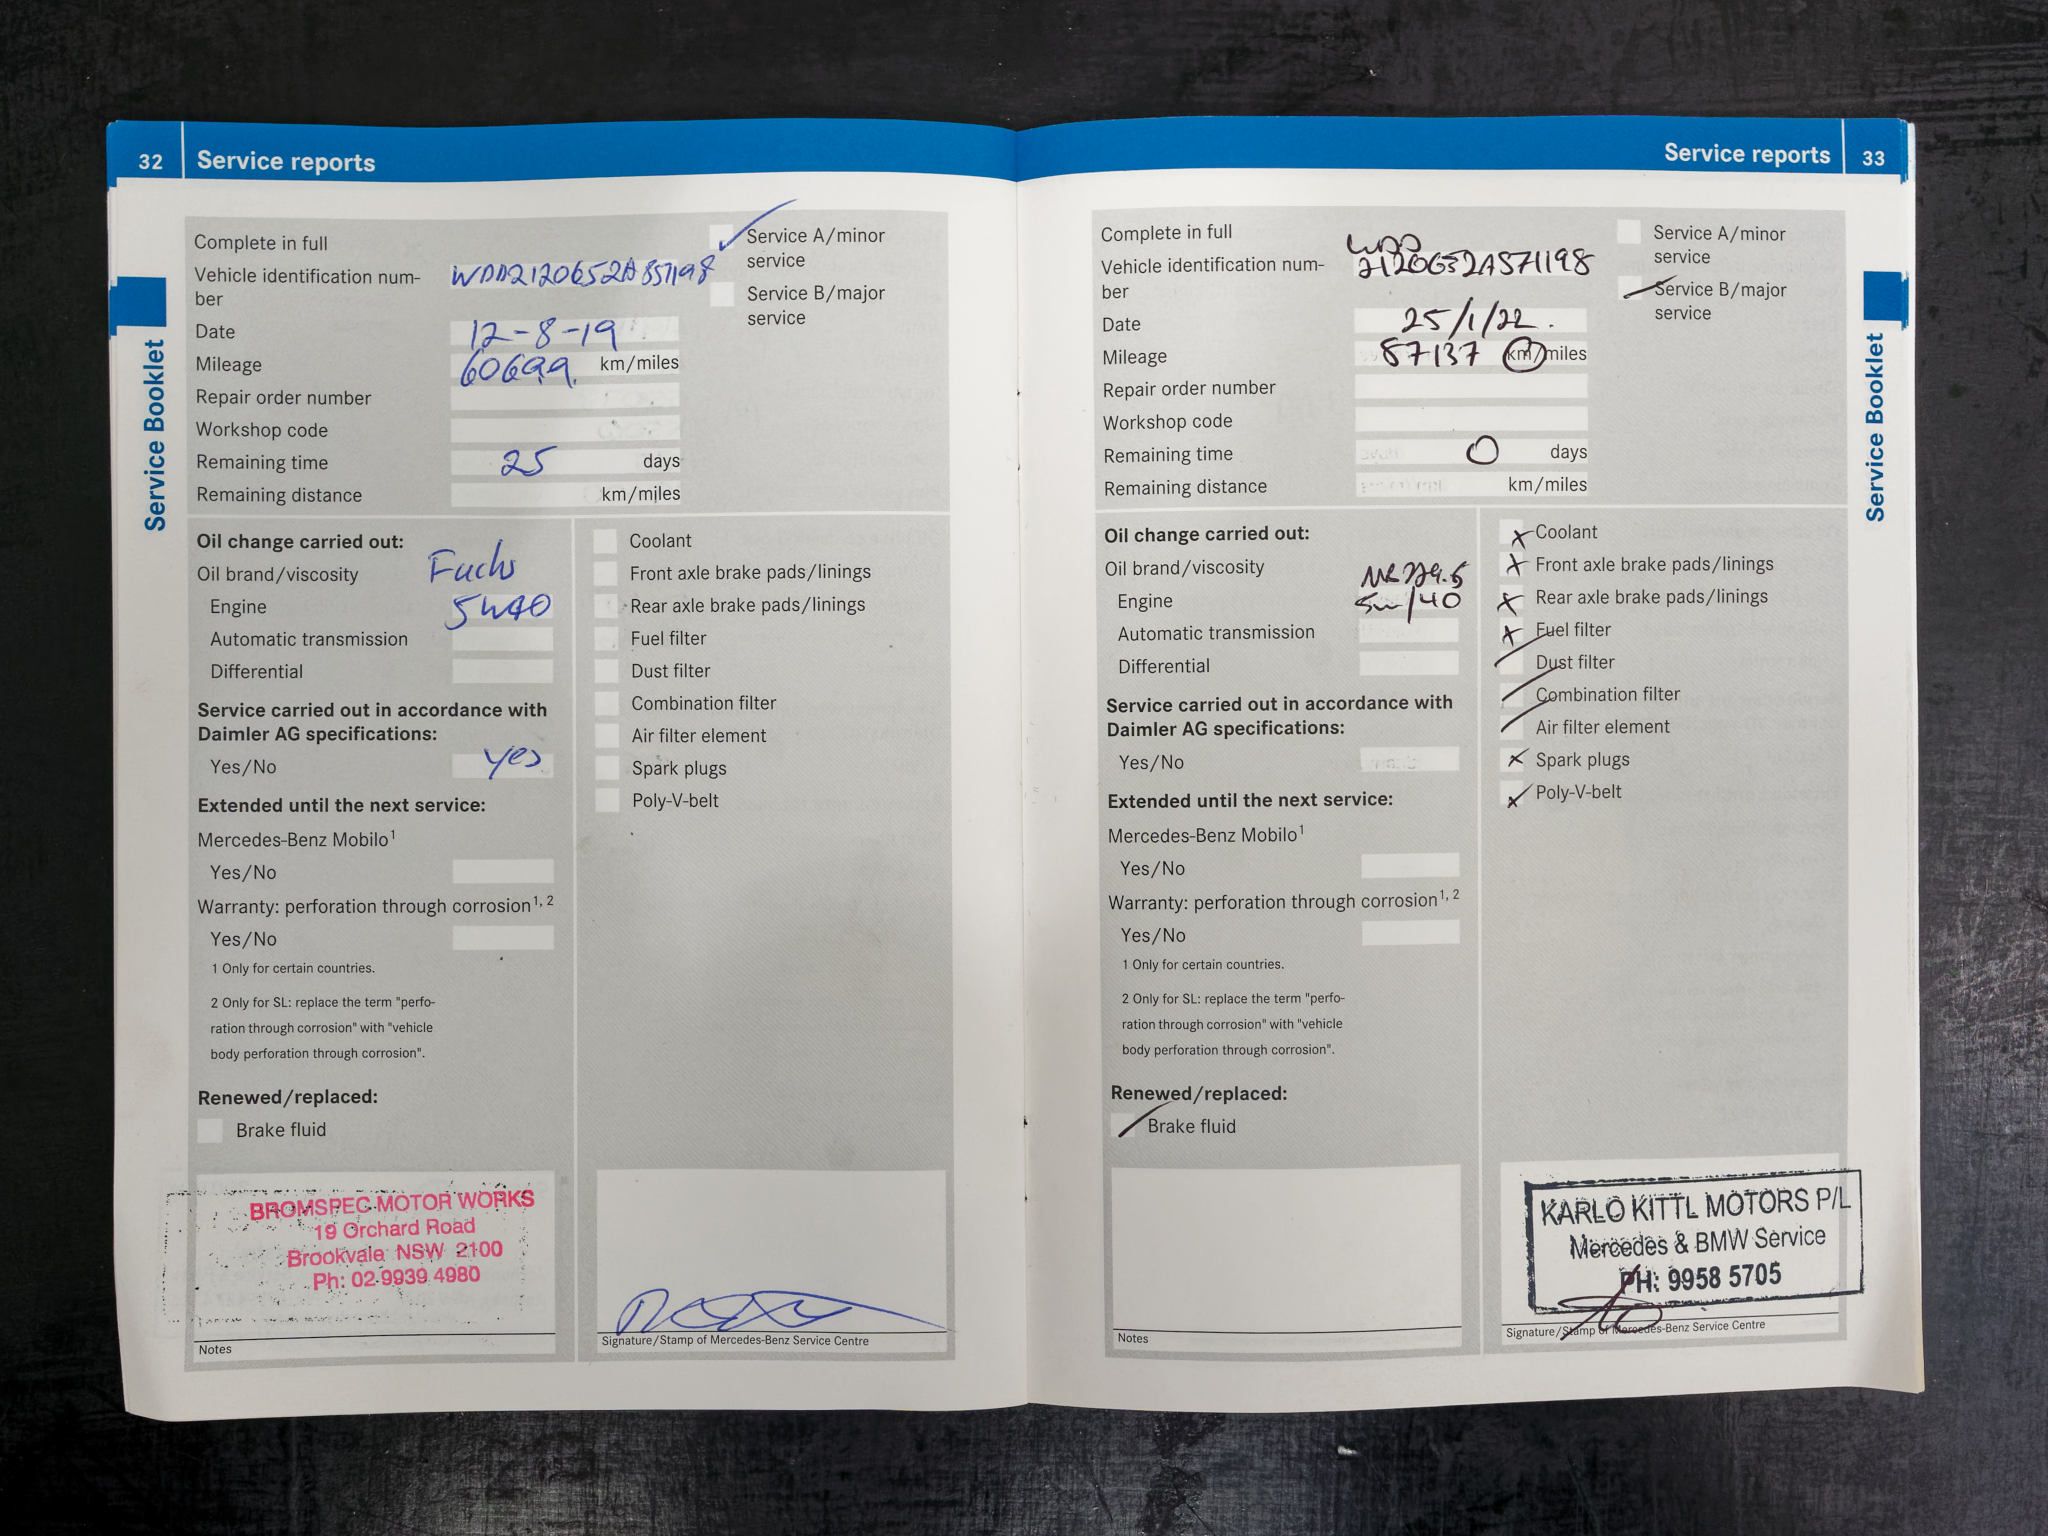 32 Service reports
Complete in full
Service A/minor
service
Vehicle identification num-
ber
Service B/major
service
Date 12-8-19
Mileage 60699 km/miles
Repair order number
Workshop code
Remaining time 25 days
Remaining distance km/miles
Service Booklet
Oil change carried out:
Oil brand/viscosity Fuchs
Engine 5W40
Automatic transmission
Differential
Service carried out in accordance with
Daimler AG specifications:
Yes/No yes
Extended until the next service:
Mercedes-Benz Mobilo1
Yes/No
Warranty: perforation through corrosion1, 2
Yes/No
1 Only for certain countries.
2 Only for SL: replace the term "perfo-
ration through corrosion" with "vehicle
body perforation through corrosion".
Renewed/replaced:
Brake fluid
Coolant
Front axle brake pads/linings
Rear axle brake pads/linings
Fuel filter
Dust filter
Combination filter
Air filter element
Spark plugs
Poly-V-belt
BROMSPEC MOTOR WORKS
19 Orchard Road
Brookvale NSW 2100
Ph: 02 9939 4980
Notes
Signature/Stamp of Mercedes-Benz Service Centre
Service reports 33
Complete in full
Service A/minor
service
WDD
Vehicle identification num-
ber
Service B/major
service
Date 25/1/22.
Mileage 87137 km/miles
Repair order number
Workshop code
Remaining time 0 days
Remaining distance km/miles
Service Booklet
Oil change carried out:
Oil brand/viscosity MB 229.5
Engine 5w/40
Automatic transmission
Differential
Service carried out in accordance with
Daimler AG specifications:
Yes/No
Extended until the next service:
Mercedes-Benz Mobilo1
Yes/No
Warranty: perforation through corrosion1, 2
Yes/No
1 Only for certain countries.
2 Only for SL: replace the term "perfo-
ration through corrosion" with "vehicle
body perforation through corrosion".
Renewed/replaced:
Brake fluid
Coolant
Front axle brake pads/linings
Rear axle brake pads/linings
Fuel filter
Dust filter
Combination filter
Air filter element
Spark plugs
Poly-V-belt
Notes
KARLO KITTL MOTORS P/L
Mercedes & BMW Service
PH: 9958 5705
Signature/Stamp of Mercedes-Benz Service Centre